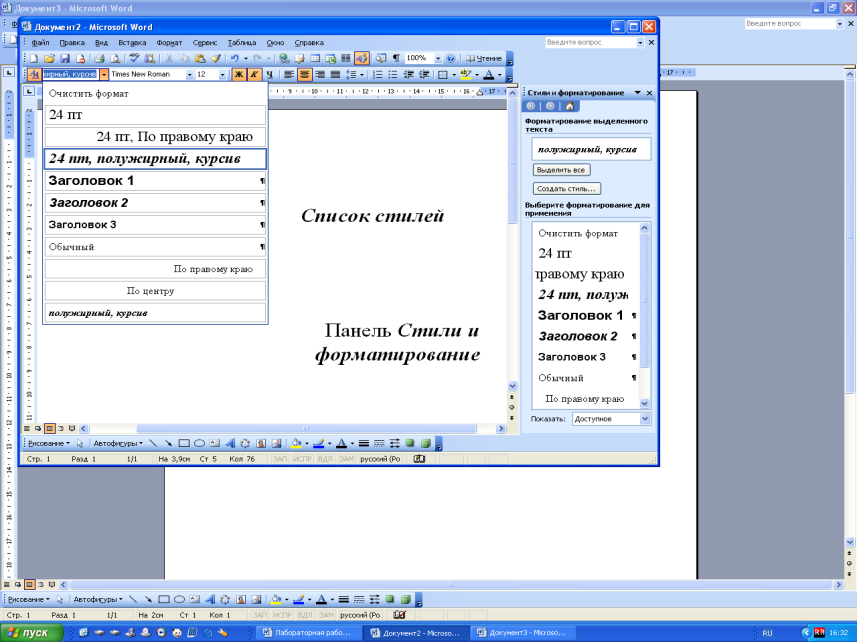 Документ3 - Microsoft Word
Введите вопрос
Документ2 - Microsoft Word
Файл Правка Вид Вставка Формат Сервис Таблица Окно Справка
Введите вопрос
100% Чтение
жирный, курсив Times New Roman 12 Ж К Ч
Очистить формат
24 пт
24 пт, По правому краю
24 пт, полужирный, курсив
Заголовок 1 ¶
Заголовок 2 ¶
Заголовок 3 ¶
Обычный ¶
По правому краю
По центру
полужирный, курсив
Список стилей
Панель Стили и
форматирование
Стили и форматирование
Форматирование выделенного
текста
полужирный, курсив
Выделить все
Создать стиль...
Выберите форматирование для
применения
Очистить формат
24 пт
правому краю
24 пт, полуж
Заголовок 1 ¶
Заголовок 2 ¶
Заголовок 3 ¶
Обычный ¶
По правому краю
Показать: Доступное
Рисование Автофигуры
Стр. 1 Разд 1 1/1 На 3,9см Ст 5 Кол 76 ЗАП ИСПР ВДЛ ЗАМ русский (Ро
Рисование Автофигуры
Стр. 1 Разд 1 1/1 На 2см Ст 1 Кол 1 ЗАП ИСПР ВДЛ ЗАМ русский (Ро
пуск Лабораторная рабо... Документ2 - Microso... Документ3 - Microso... RU 16:32